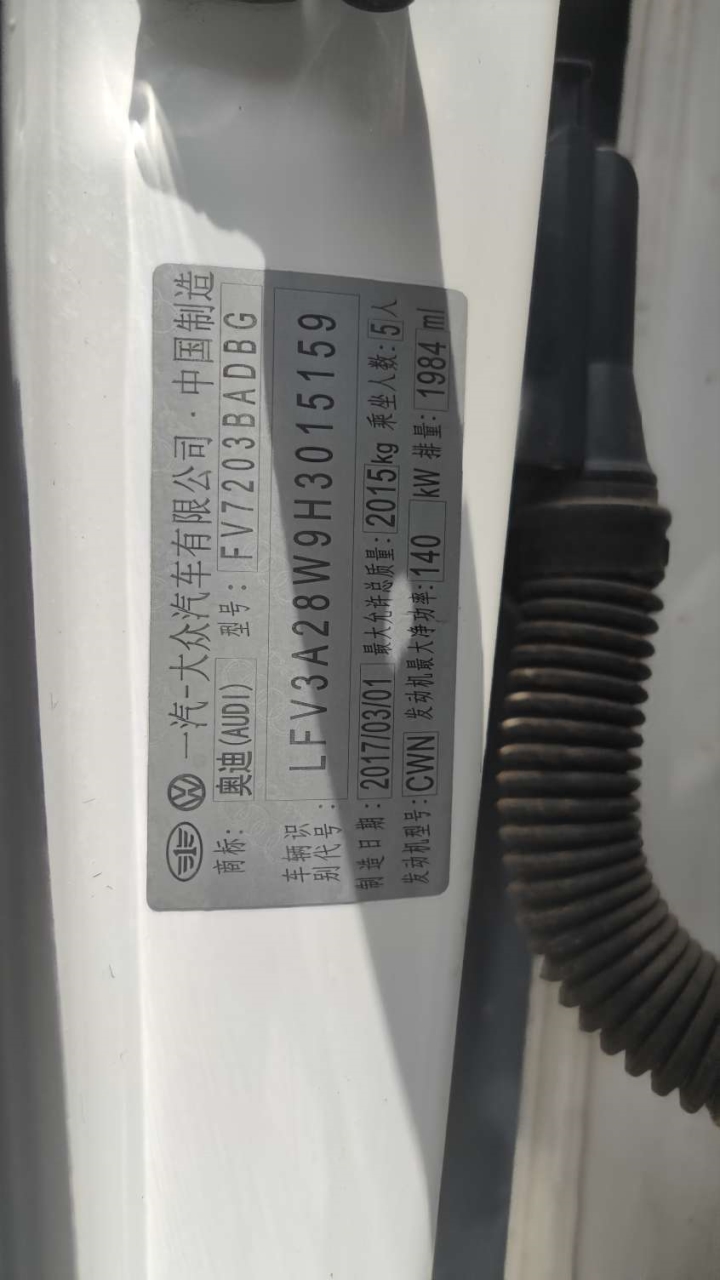 一汽-大众汽车有限公司·中国制造
商标: 奥迪(AUDI) 型号: FV7203BADBG
车辆识别代号: LFV3A28W9H3015159
制造日期: 2017/03/01 最大允许总质量: 2015kg 乘坐人数: 5人
发动机型号: CWN 发动机最大净功率: 140 kW 排量: 1984 ml